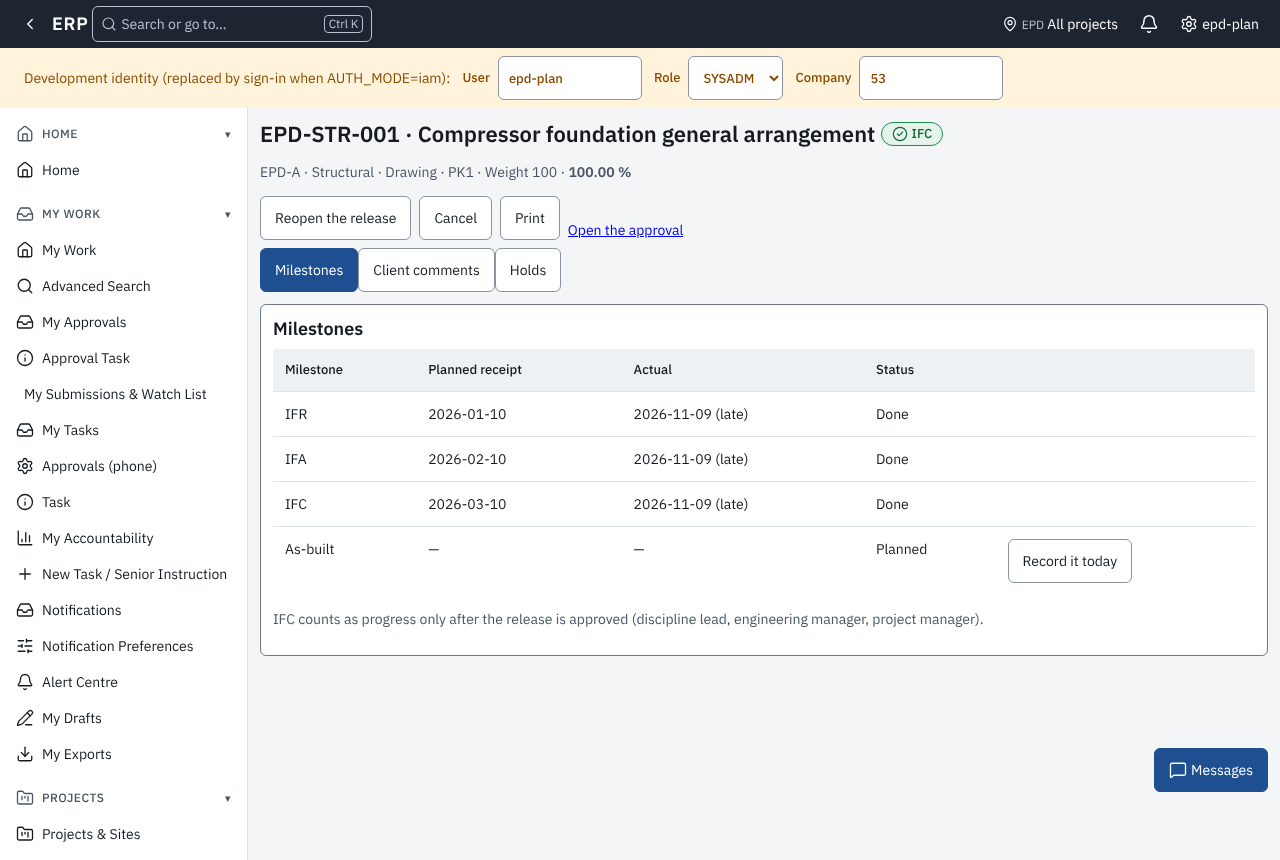 ERP
Search or go to...
Ctrl K
EPD All projects
epd-plan
Development identity (replaced by sign-in when AUTH_MODE=iam):
User
epd-plan
Role
SYSADM
Company
53
HOME
Home
MY WORK
My Work
Advanced Search
My Approvals
Approval Task
My Submissions & Watch List
My Tasks
Approvals (phone)
Task
My Accountability
New Task / Senior Instruction
Notifications
Notification Preferences
Alert Centre
My Drafts
My Exports
PROJECTS
Projects & Sites
EPD-STR-001 · Compressor foundation general arrangement
IFC
EPD-A · Structural · Drawing · PK1 · Weight 100 · 100.00 %
Reopen the release
Cancel
Print
Open the approval
Milestones
Client comments
Holds
Milestones
Milestone Planned receipt Actual Status
IFR 2026-01-10 2026-11-09 (late) Done
IFA 2026-02-10 2026-11-09 (late) Done
IFC 2026-03-10 2026-11-09 (late) Done
As-built — — Planned Record it today
IFC counts as progress only after the release is approved (discipline lead, engineering manager, project manager).
Messages